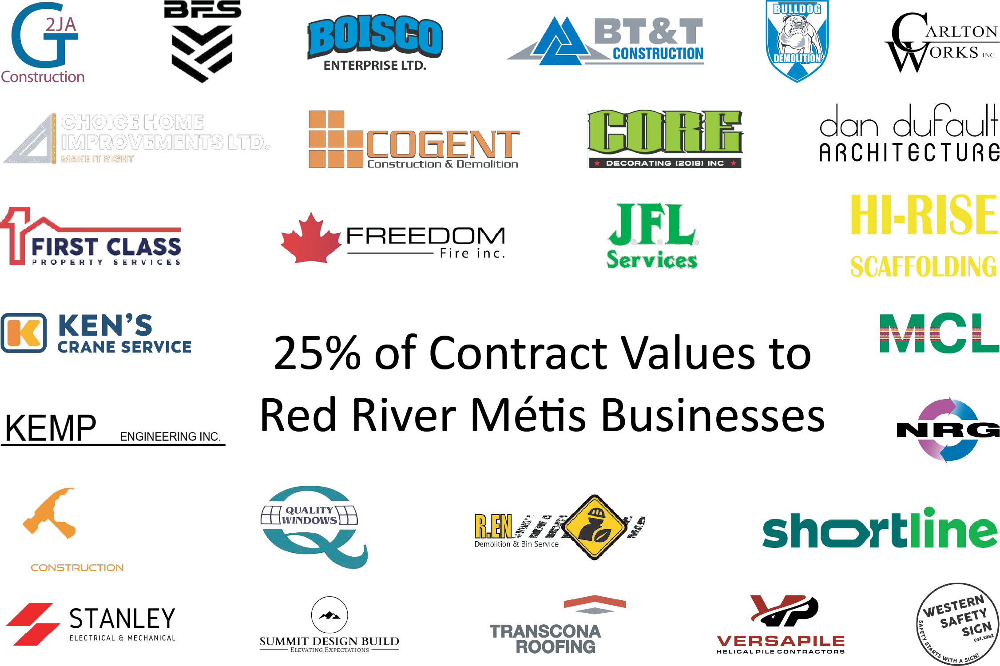 2JA
GT
Construction
BFS
BOISCO
ENTERPRISE LTD.
BT&T
CONSTRUCTION
BULLDOG
DEMOLITION
CARLTON
WORKS INC.
CHOICE HOME
IMPROVEMENTS LTD.
MAKE IT RIGHT
COGENT
Construction & Demolition
CORE
DECORATING (2018) INC
dan dufault
ARCHITECTURE
1
FIRST CLASS
PROPERTY SERVICES
FREEDOM
Fire inc.
J.F.L.
Services
HI-RISE
SCAFFOLDING
K
KEN'S
CRANE SERVICE
25% of Contract Values to
Red River Métis Businesses
MCL
KEMP ENGINEERING INC.
NRG
CONSTRUCTION
Q
QUALITY
WINDOWS
R.EN
Demolition & Bin Service
shortline
STANLEY
ELECTRICAL & MECHANICAL
SUMMIT DESIGN BUILD
ELEVATING EXPECTATIONS
TRANSCONA
ROOFING
VP
VERSAPILE
HELICAL PILE CONTRACTORS
WESTERN
SAFETY
SIGN
est.1982
SAFETY STARTS WITH A SIGN!